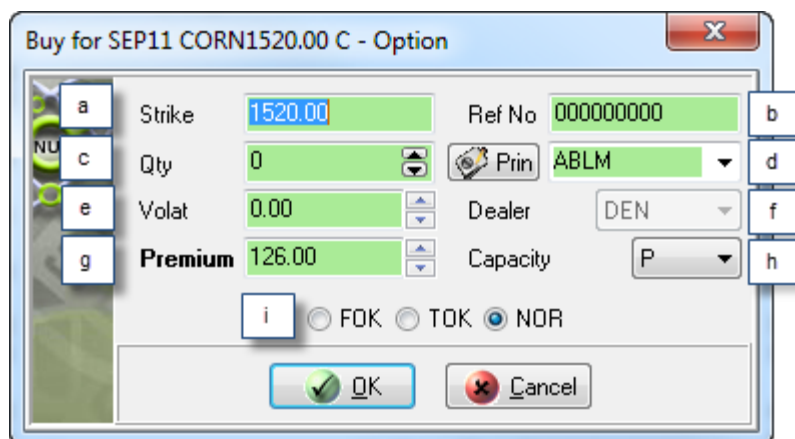 Buy for SEP11 CORN1520.00 C - Option
a Strike 1520.00 Ref No 000000000 b
NU
c Qty 0 Prin ABLM d
e Volat 0.00 Dealer DEN f
g Premium 126.00 Capacity P h
i FOK TOK NOR
OK Cancel